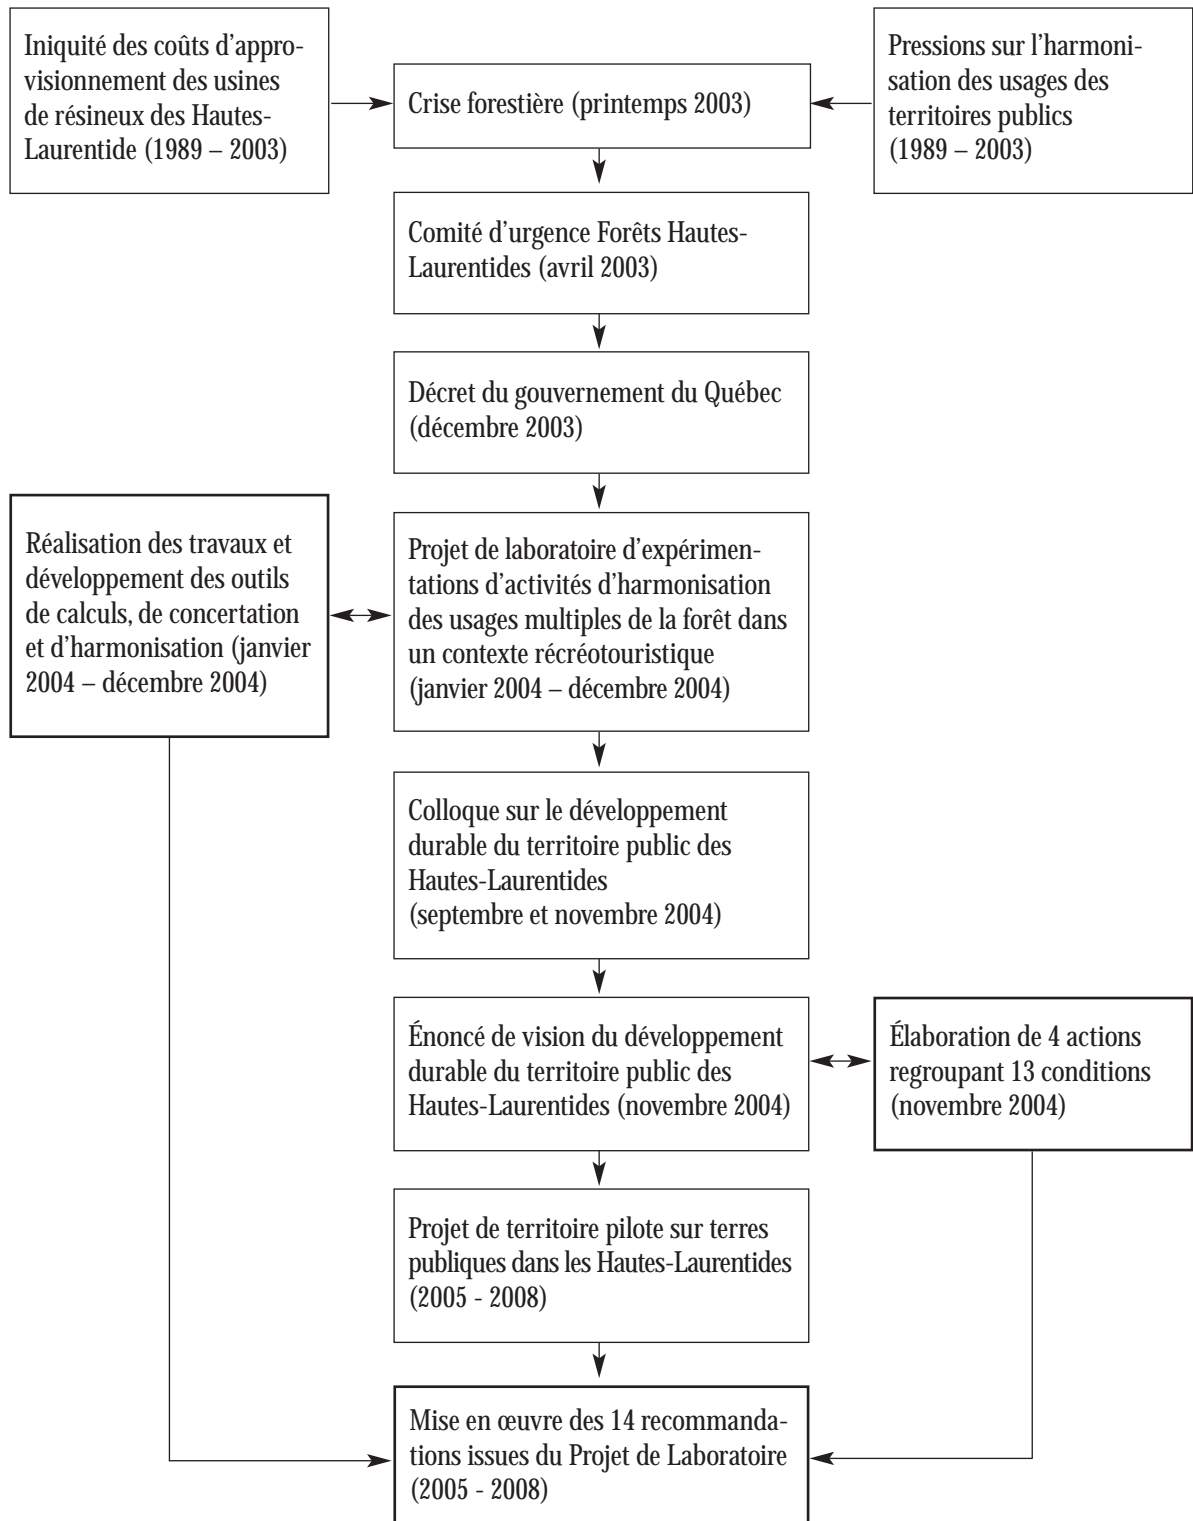 Iniquité des coûts d'appro-
visionnement des usines
de résineux des Hautes-
Laurentide (1989 – 2003)
Crise forestière (printemps 2003)
Pressions sur l'harmoni-
sation des usages des
territoires publics
(1989 – 2003)
Comité d'urgence Forêts Hautes-
Laurentides (avril 2003)
Décret du gouvernement du Québec
(décembre 2003)
Réalisation des travaux et
développement des outils
de calculs, de concertation
et d'harmonisation (janvier
2004 – décembre 2004)
Projet de laboratoire d'expérimen-
tations d'activités d'harmonisation
des usages multiples de la forêt dans
un contexte récréotouristique
(janvier 2004 – décembre 2004)
Colloque sur le développement
durable du territoire public des
Hautes-Laurentides
(septembre et novembre 2004)
Énoncé de vision du développement
durable du territoire public des
Hautes-Laurentides (novembre 2004)
Élaboration de 4 actions
regroupant 13 conditions
(novembre 2004)
Projet de territoire pilote sur terres
publiques dans les Hautes-Laurentides
(2005 - 2008)
Mise en œuvre des 14 recommanda-
tions issues du Projet de Laboratoire
(2005 - 2008)